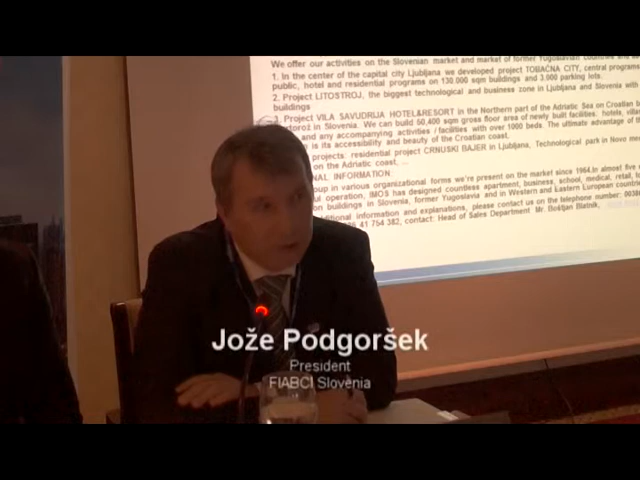 We offer our activities on the Slovenian market and market of former Yugoslavian countries and
1. In the center of the capital city Ljubljana we developed project TOBAČNA CITY, central programs
public, hotel and residential programs on 130.000 sqm buildings and 3.000 parking lots.
2. Project LITOSTROJ, the biggest technological and business zone in Ljubljana and Slovenia with
buildings
3. Project VILA SAVUDRIJA HOTEL&RESORT in the Northern part of the Adriatic Sea on Croatian
in Slovenia. We can build 50,400 sqm gross floor area of newly built facilities: hotels,
and any accompanying activities / facilities with over 1000 beds. The ultimate advantage of
is its accessibility and beauty of the Croatian coast.
projects: residential project CRNUSKI BAJER in Ljubljana, Technological park in Novo
on the Adriatic coast, ...
INFORMATION:
in various organizational forms we're present on the market since 1964. In almost five
operation, IMOS has designed countless apartment, business, school, medical, retail,
buildings in Slovenia, former Yugoslavia and in Western and Eastern European countries
information and explanations, please contact us on the telephone number:
41 754 382, contact: Head of Sales Department Mr. Boštjan Blatnik,
Jože Podgoršek
President
FIABCI Slovenia